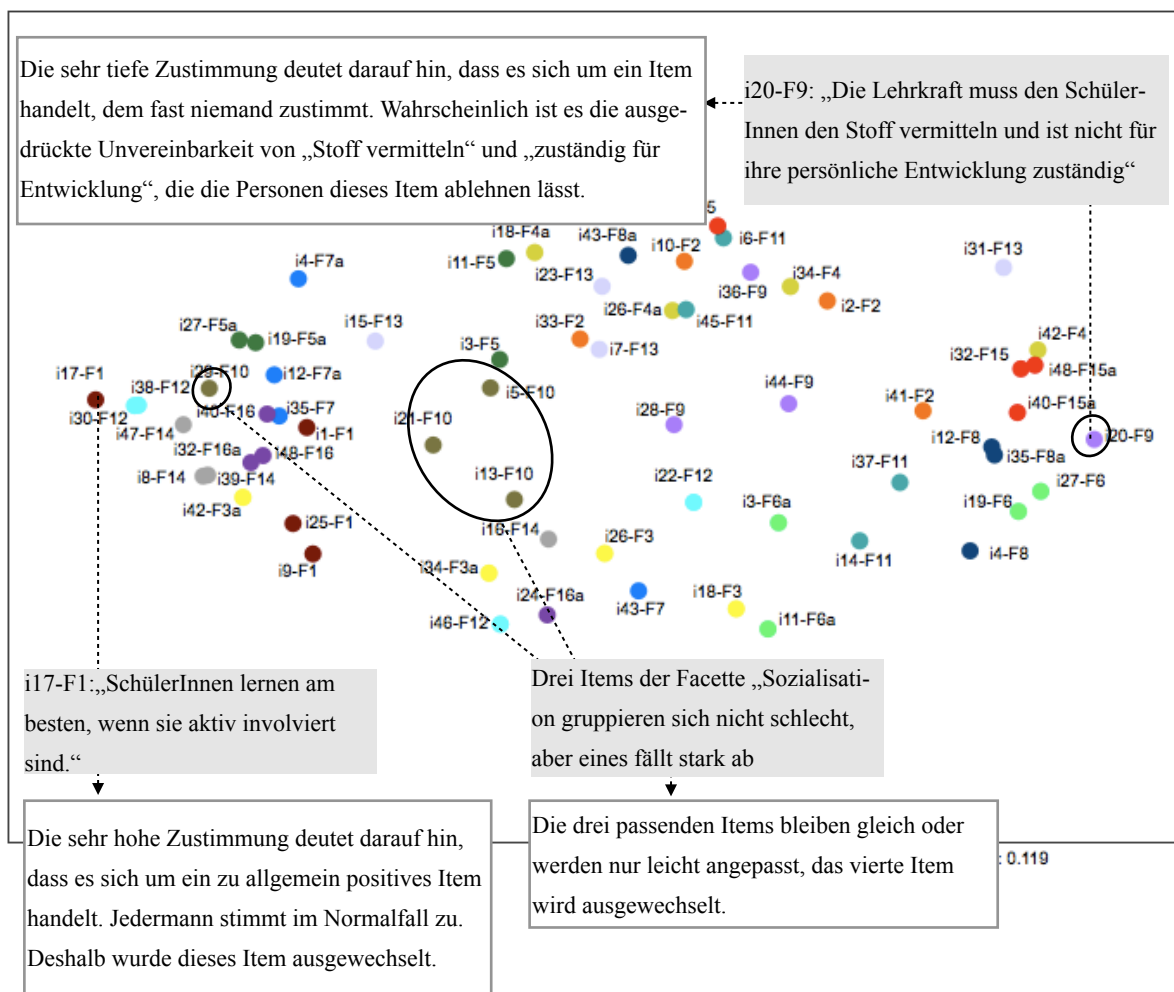 Die sehr tiefe Zustimmung deutet darauf hin, dass es sich um ein Item
handelt, dem fast niemand zustimmt. Wahrscheinlich ist es die ausge-
drückte Unvereinbarkeit von „Stoff vermitteln“ und „zuständig für
Entwicklung“, die die Personen dieses Item ablehnen lässt.
i20-F9: „Die Lehrkraft muss den Schüler-
Innen den Stoff vermitteln und ist nicht für
ihre persönliche Entwicklung zuständig“
5
i18-F4a
i43-F8a
i6-F11
i11-F5
i10-F2
i31-F13
i4-F7a
i23-F13
i36-F9
i34-F4
i26-F4a
i45-F11
i2-F2
i27-F5a
i19-F5a
i15-F13
i33-F2
i7-F13
i42-F4
i3-F5
i32-F15
i48-F15a
i17-F1
i38-F12
i29-F10
i12-F7a
i5-F10
i44-F9
i30-F12
i40-F16
i35-F7
i21-F10
i28-F9
i41-F2
i40-F15a
i47-F14
i1-F1
i20-F9
i32-F16a
i48-F16
i12-F8
i35-F8a
i8-F14
i39-F14
i13-F10
i22-F12
i37-F11
i27-F6
i42-F3a
i3-F6a
i19-F6
i25-F1
i16-F14
i26-F3
i14-F11
i4-F8
i9-F1
i34-F3a
i24-F16a
i43-F7
i18-F3
i46-F12
i11-F6a
i17-F1:„SchülerInnen lernen am
besten, wenn sie aktiv involviert
sind.“
Drei Items der Facette „Sozialisati-
on gruppieren sich nicht schlecht,
aber eines fällt stark ab
Die sehr hohe Zustimmung deutet darauf hin,
dass es sich um ein zu allgemein positives Item
handelt. Jedermann stimmt im Normalfall zu.
Deshalb wurde dieses Item ausgewechselt.
Die drei passenden Items bleiben gleich oder
werden nur leicht angepasst, das vierte Item
wird ausgewechselt.
: 0.119